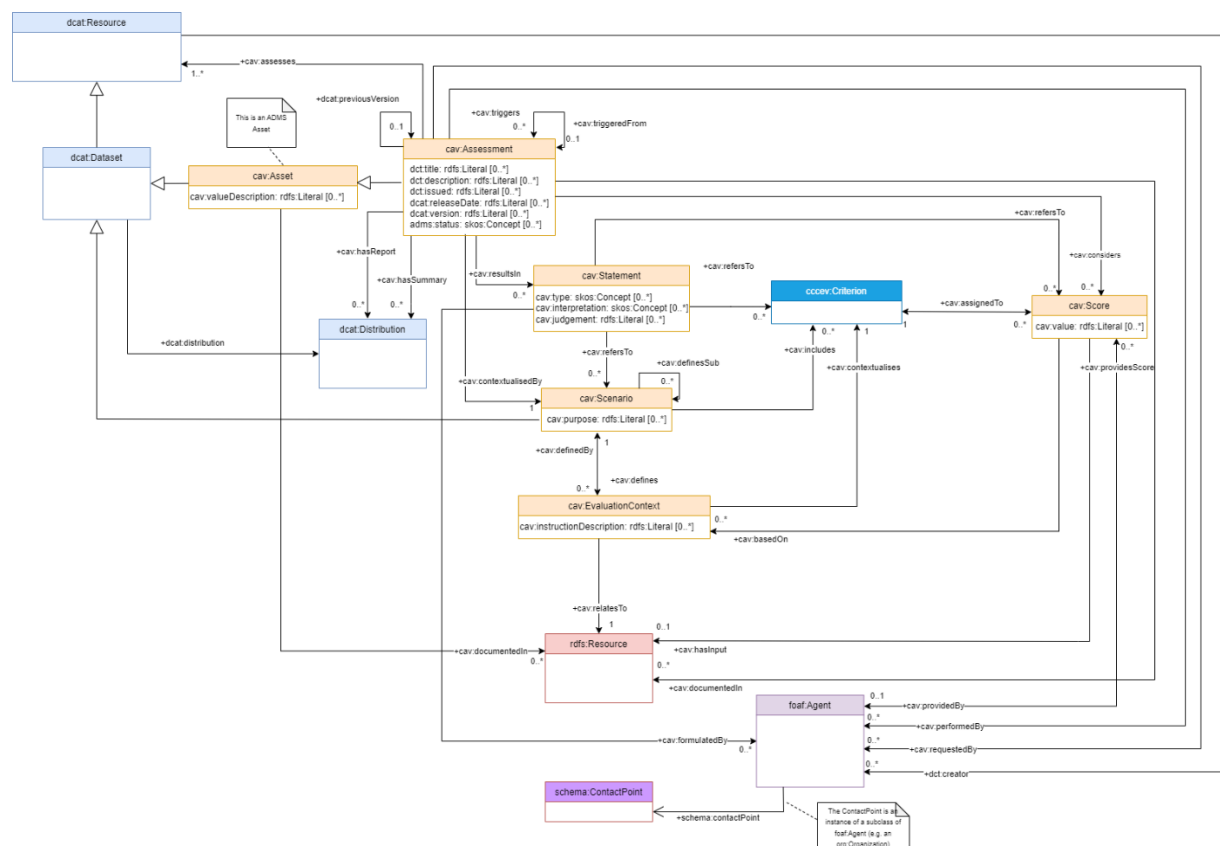 dcat:Resource
+cav:assesses
1..*
This is an ADMS
Asset
+dcat:previousVersion
0..1
+cav:triggers
0..*
+cav:triggeredFrom
0..1
dcat:Dataset
cav:Asset
cav:valueDescription: rdfs:Literal [0..*]
cav:Assessment
dct:title: rdfs:Literal [0..*]
dct:description: rdfs:Literal [0..*]
dct:issued: rdfs:Literal [0..*]
dcat:releaseDate: rdfs:Literal [0..*]
dcat:version: rdfs:Literal [0..*]
adms:status: skos:Concept [0..*]
+cav:refersTo
+cav:hasReport
+cav:hasSummary
0..*
0..*
+cav:resultsIn
0..*
+cav:considers
0..*
0..*
cav:Statement
cav:type: skos:Concept [0..*]
cav:interpretation: skos:Concept [0..*]
cav:judgement: rdfs:Literal [0..*]
+cav:refersTo
0..*
cccev:Criterion
0..*
1
1
+cav:assignedTo
0..*
cav:Score
cav:value: rdfs:Literal [0..*]
0..*
dcat:Distribution
+dcat:distribution
+cav:refersTo
0..*
+cav:definesSub
0..*
+cav:includes
+cav:contextualises
+cav:providesScore
+cav:contextualisedBy
1
cav:Scenario
cav:purpose: rdfs:Literal [0..*]
+cav:definedBy
1
+cav:defines
0..*
cav:EvaluationContext
cav:instructionDescription: rdfs:Literal [0..*]
0..*
+cav:basedOn
+cav:relatesTo
1
rdfs:Resource
+cav:documentedIn
0..*
0..1
+cav:hasInput
0..*
+cav:documentedIn
foaf:Agent
0..1
+cav:providedBy
0..*
+cav:performedBy
0..*
+cav:requestedBy
0..*
+dct:creator
+cav:formulatedBy
0..*
schema:ContactPoint
+schema:contactPoint
The ContactPoint is an
instance of a subclass of
foaf:Agent (e.g. an
org:Organization)